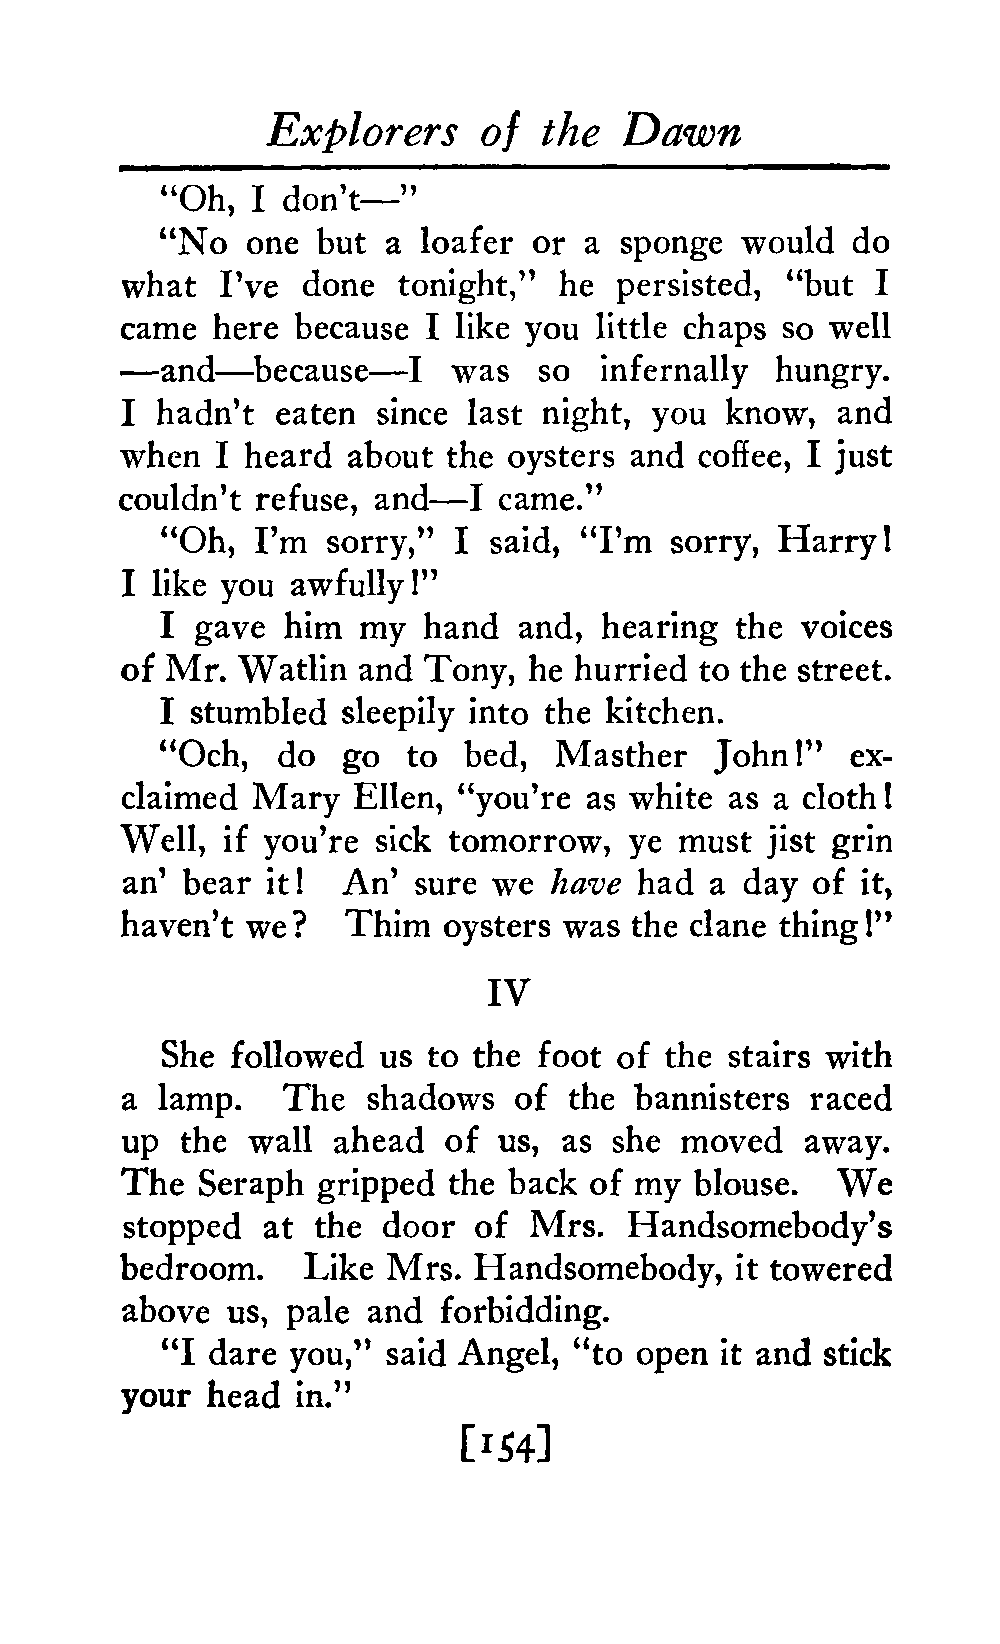 Explorers of the Dawn
“Oh, I don’t—”
“No one but a loafer or a sponge would do
what I’ve done tonight,” he persisted, “but I
came here because I like you little chaps so well
—and—because—I was so infernally hungry.
I hadn’t eaten since last night, you know, and
when I heard about the oysters and coffee, I just
couldn’t refuse, and—I came.”
“Oh, I’m sorry,” I said, “I’m sorry, Harry!
I like you awfully!”
I gave him my hand and, hearing the voices
of Mr. Watlin and Tony, he hurried to the street.
I stumbled sleepily into the kitchen.
“Och, do go to bed, Masther John!” ex-
claimed Mary Ellen, “you’re as white as a cloth!
Well, if you’re sick tomorrow, ye must jist grin
an’ bear it! An’ sure we have had a day of it,
haven’t we? Thim oysters was the clane thing!”
IV
She followed us to the foot of the stairs with
a lamp. The shadows of the bannisters raced
up the wall ahead of us, as she moved away.
The Seraph gripped the back of my blouse. We
stopped at the door of Mrs. Handsomebody’s
bedroom. Like Mrs. Handsomebody, it towered
above us, pale and forbidding.
“I dare you,” said Angel, “to open it and stick
your head in.”
[154]